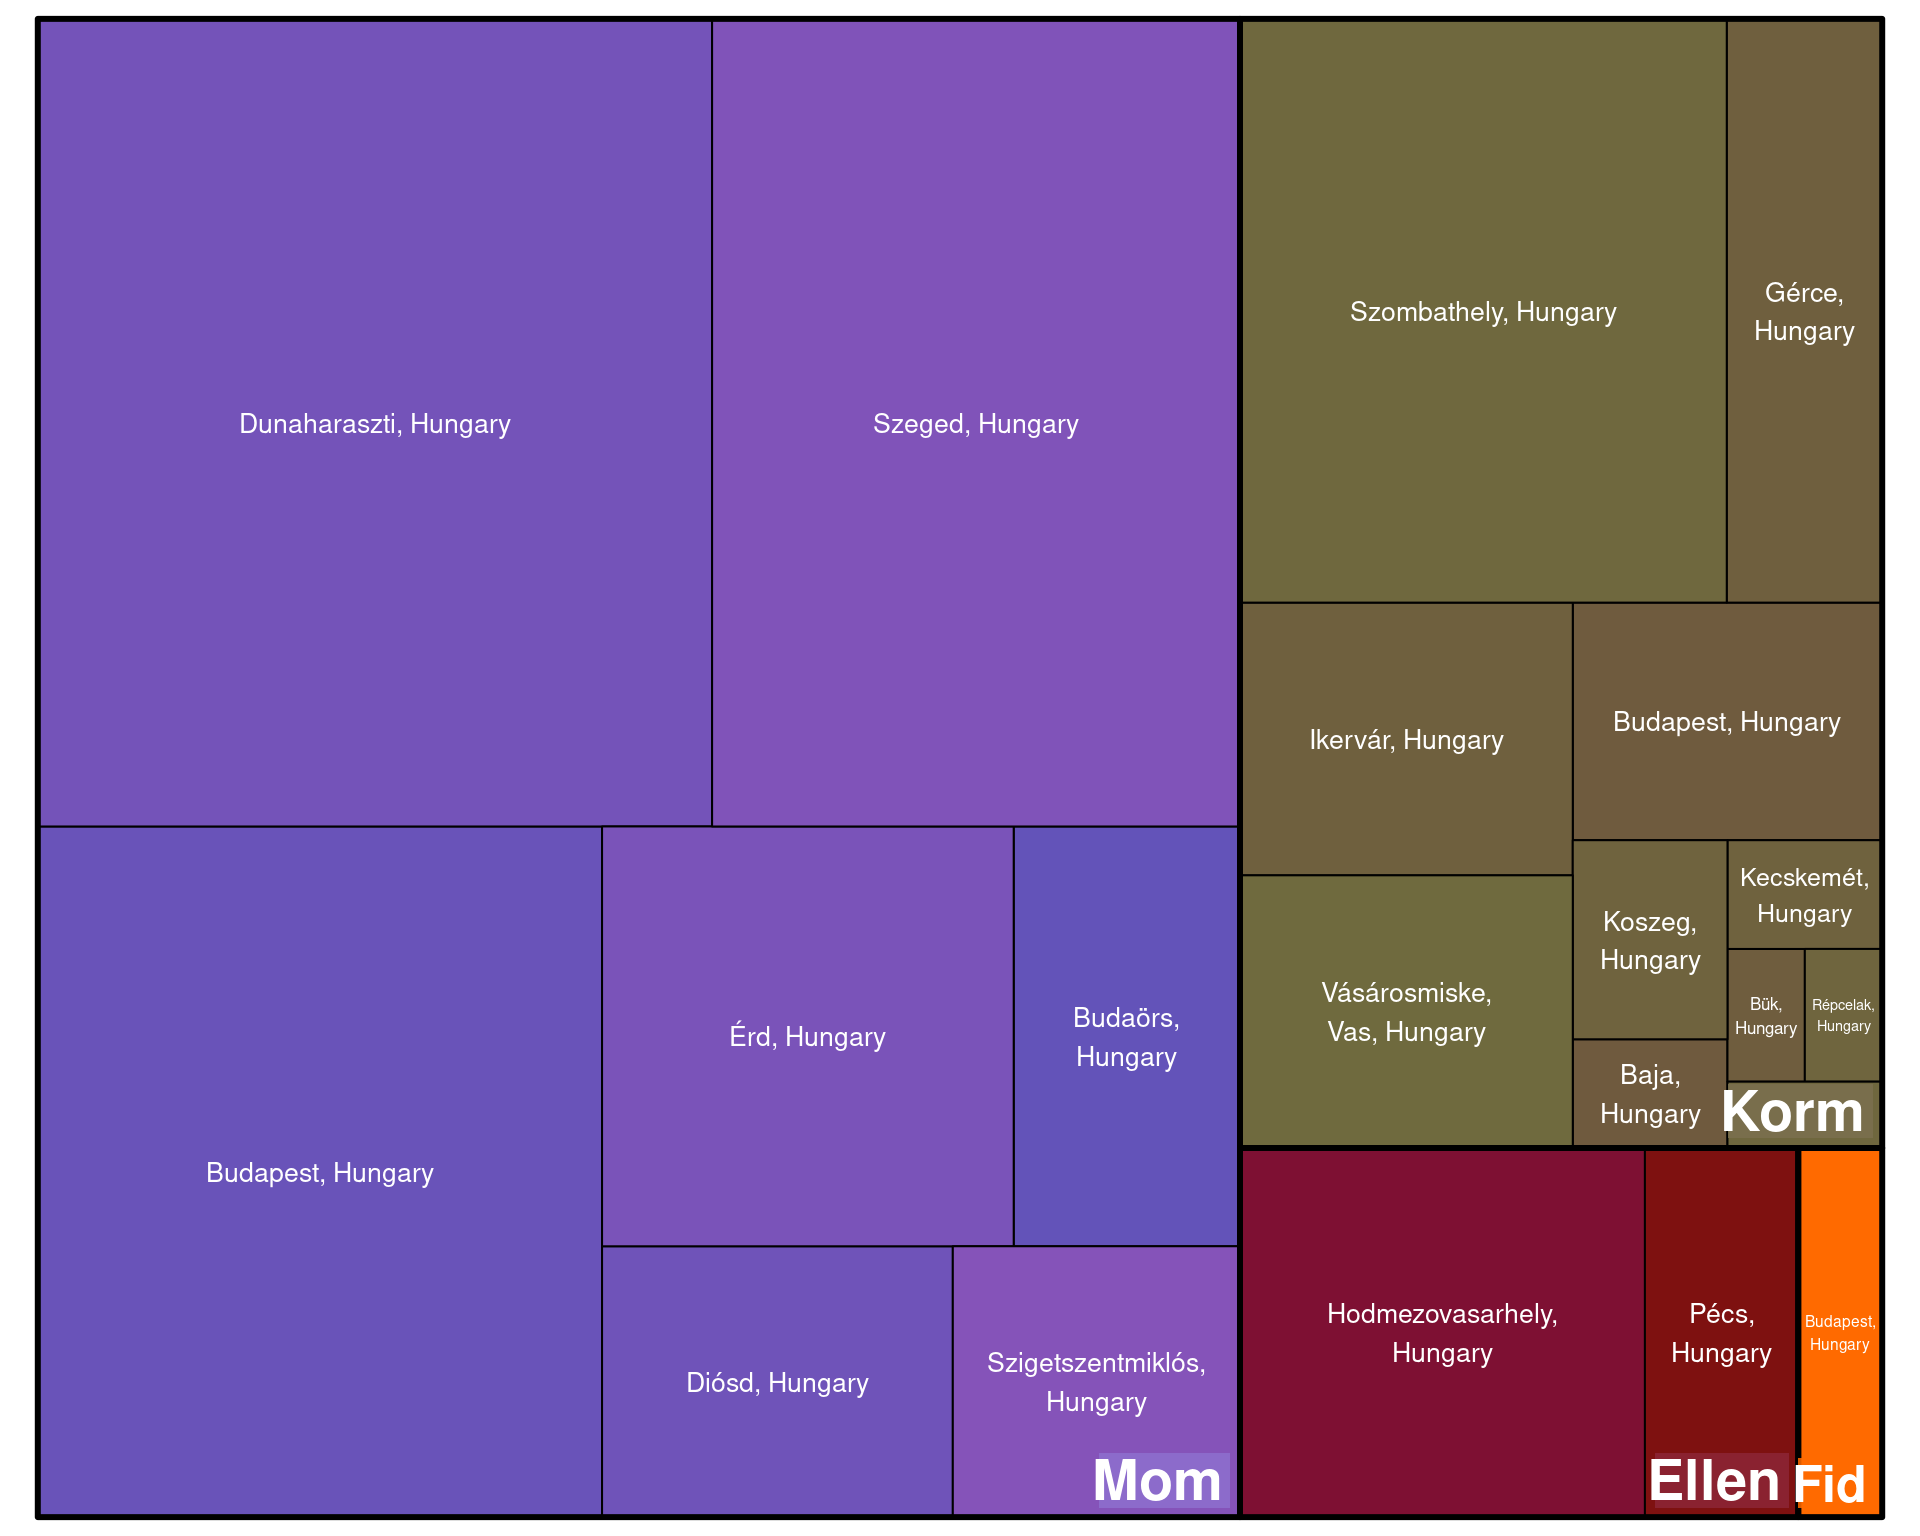 Dunaharaszti, Hungary
Szeged, Hungary
Budapest, Hungary
Érd, Hungary
Budaörs,
Hungary
Diósd, Hungary
Szigetszentmiklós,
Hungary
Mom
Szombathely, Hungary
Gérce,
Hungary
Ikervár, Hungary
Budapest, Hungary
Vásárosmiske,
Vas, Hungary
Koszeg,
Hungary
Kecskemét,
Hungary
Bük,
Hungary
Répcelak,
Hungary
Baja,
Hungary
Korm
Hodmezovasarhely,
Hungary
Pécs,
Hungary
Ellen
Budapest,
Hungary
Fid